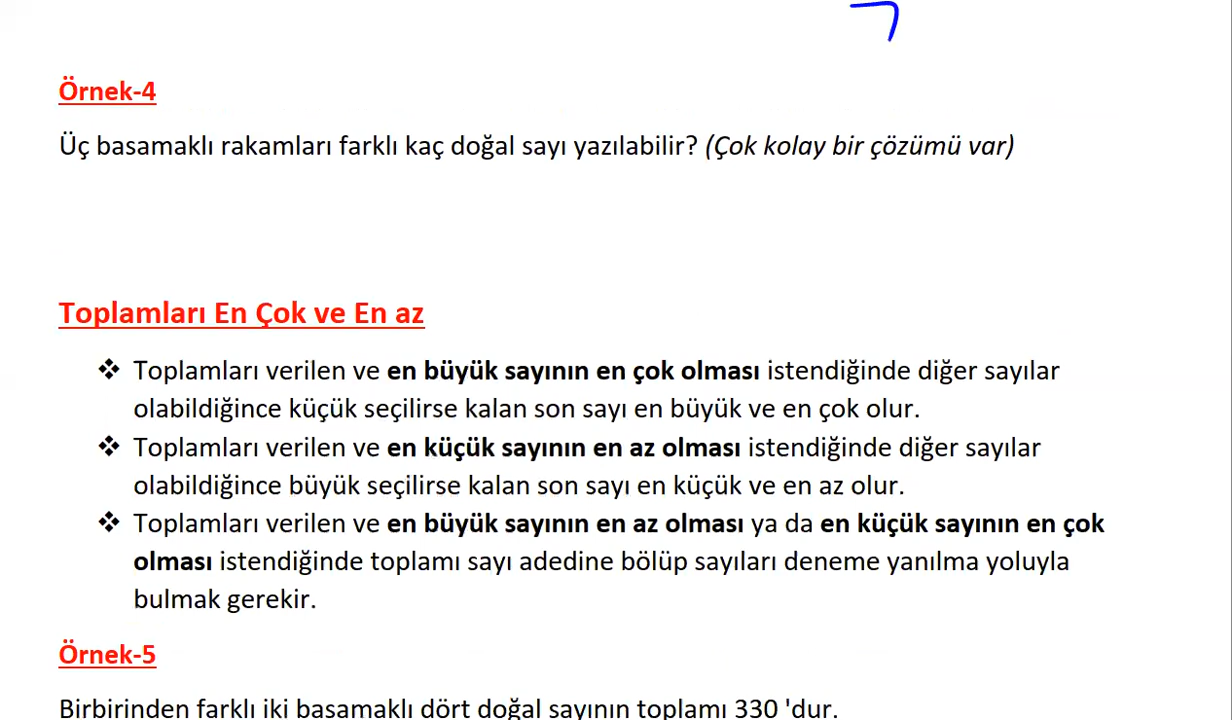 Örnek-4
Üç basamaklı rakamları farklı kaç doğal sayı yazılabilir? (Çok kolay bir çözümü var)
Toplamları En Çok ve En az
❖ Toplamları verilen ve en büyük sayının en çok olması istendiğinde diğer sayılar
olabildiğince küçük seçilirse kalan son sayı en büyük ve en çok olur.
❖ Toplamları verilen ve en küçük sayının en az olması istendiğinde diğer sayılar
olabildiğince büyük seçilirse kalan son sayı en küçük ve en az olur.
❖ Toplamları verilen ve en büyük sayının en az olması ya da en küçük sayının en çok
olması istendiğinde toplamı sayı adedine bölüp sayıları deneme yanılma yoluyla
bulmak gerekir.
Örnek-5
Birbirinden farklı iki basamaklı dört doğal sayının toplamı 330 'dur.